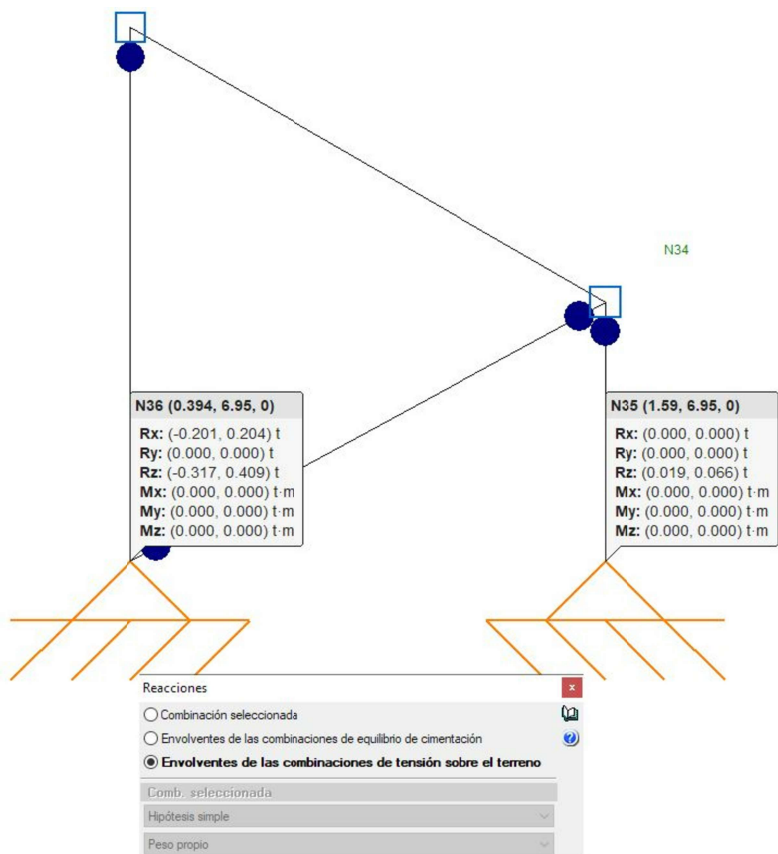 N34
N36 (0.394, 6.95, 0)
Rx: (-0.201, 0.204) t
Ry: (0.000, 0.000) t
Rz: (-0.317, 0.409) t
Mx: (0.000, 0.000) t·m
My: (0.000, 0.000) t·m
Mz: (0.000, 0.000) t·m
N35 (1.59, 6.95, 0)
Rx: (0.000, 0.000) t
Ry: (0.000, 0.000) t
Rz: (0.019, 0.066) t
Mx: (0.000, 0.000) t·m
My: (0.000, 0.000) t·m
Mz: (0.000, 0.000) t·m
Reacciones
x
Combinación seleccionada
Envolventes de las combinaciones de equilibrio de cimentación
?
Envolventes de las combinaciones de tensión sobre el terreno
Comb. seleccionada
Hipótesis simple
Peso propio